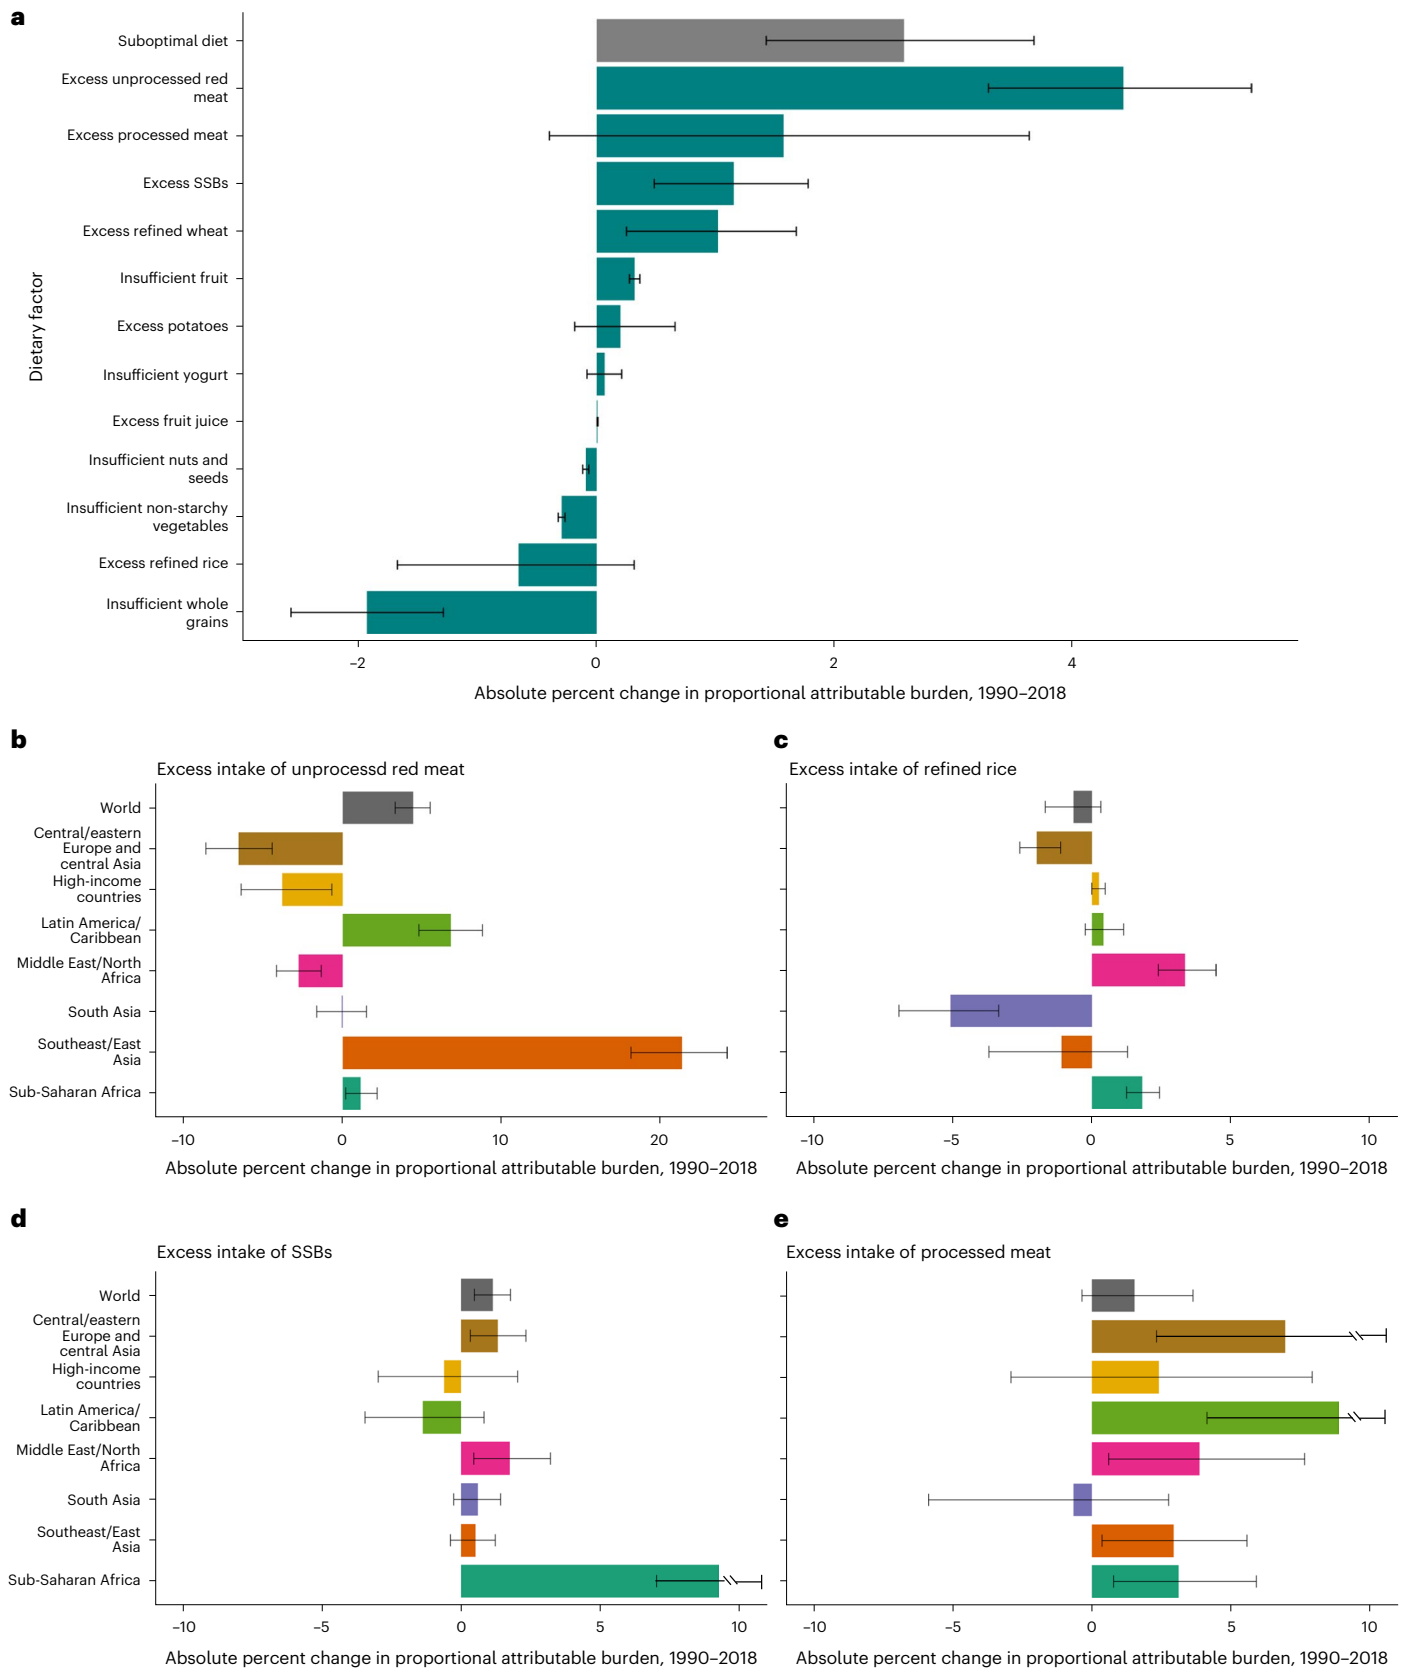 a
Suboptimal diet
Excess unprocessed red
meat
Excess processed meat
Excess SSBs
Excess refined wheat
Insufficient fruit
Excess potatoes
Insufficient yogurt
Excess fruit juice
Insufficient nuts and
seeds
Insufficient non-starchy
vegetables
Excess refined rice
Insufficient whole
grains
Dietary factor
−2 0 2 4
Absolute percent change in proportional attributable burden, 1990–2018
b
Excess intake of unprocessd red meat
World
Central/eastern
Europe and
central Asia
High-income
countries
Latin America/
Caribbean
Middle East/North
Africa
South Asia
Southeast/East
Asia
Sub-Saharan Africa
−10 0 10 20
Absolute percent change in proportional attributable burden, 1990–2018
c
Excess intake of refined rice
−10 −5 0 5 10
Absolute percent change in proportional attributable burden, 1990–2018
d
Excess intake of SSBs
World
Central/eastern
Europe and
central Asia
High-income
countries
Latin America/
Caribbean
Middle East/North
Africa
South Asia
Southeast/East
Asia
Sub-Saharan Africa
−10 −5 0 5 10
Absolute percent change in proportional attributable burden, 1990–2018
e
Excess intake of processed meat
−10 −5 0 5 10
Absolute percent change in proportional attributable burden, 1990–2018